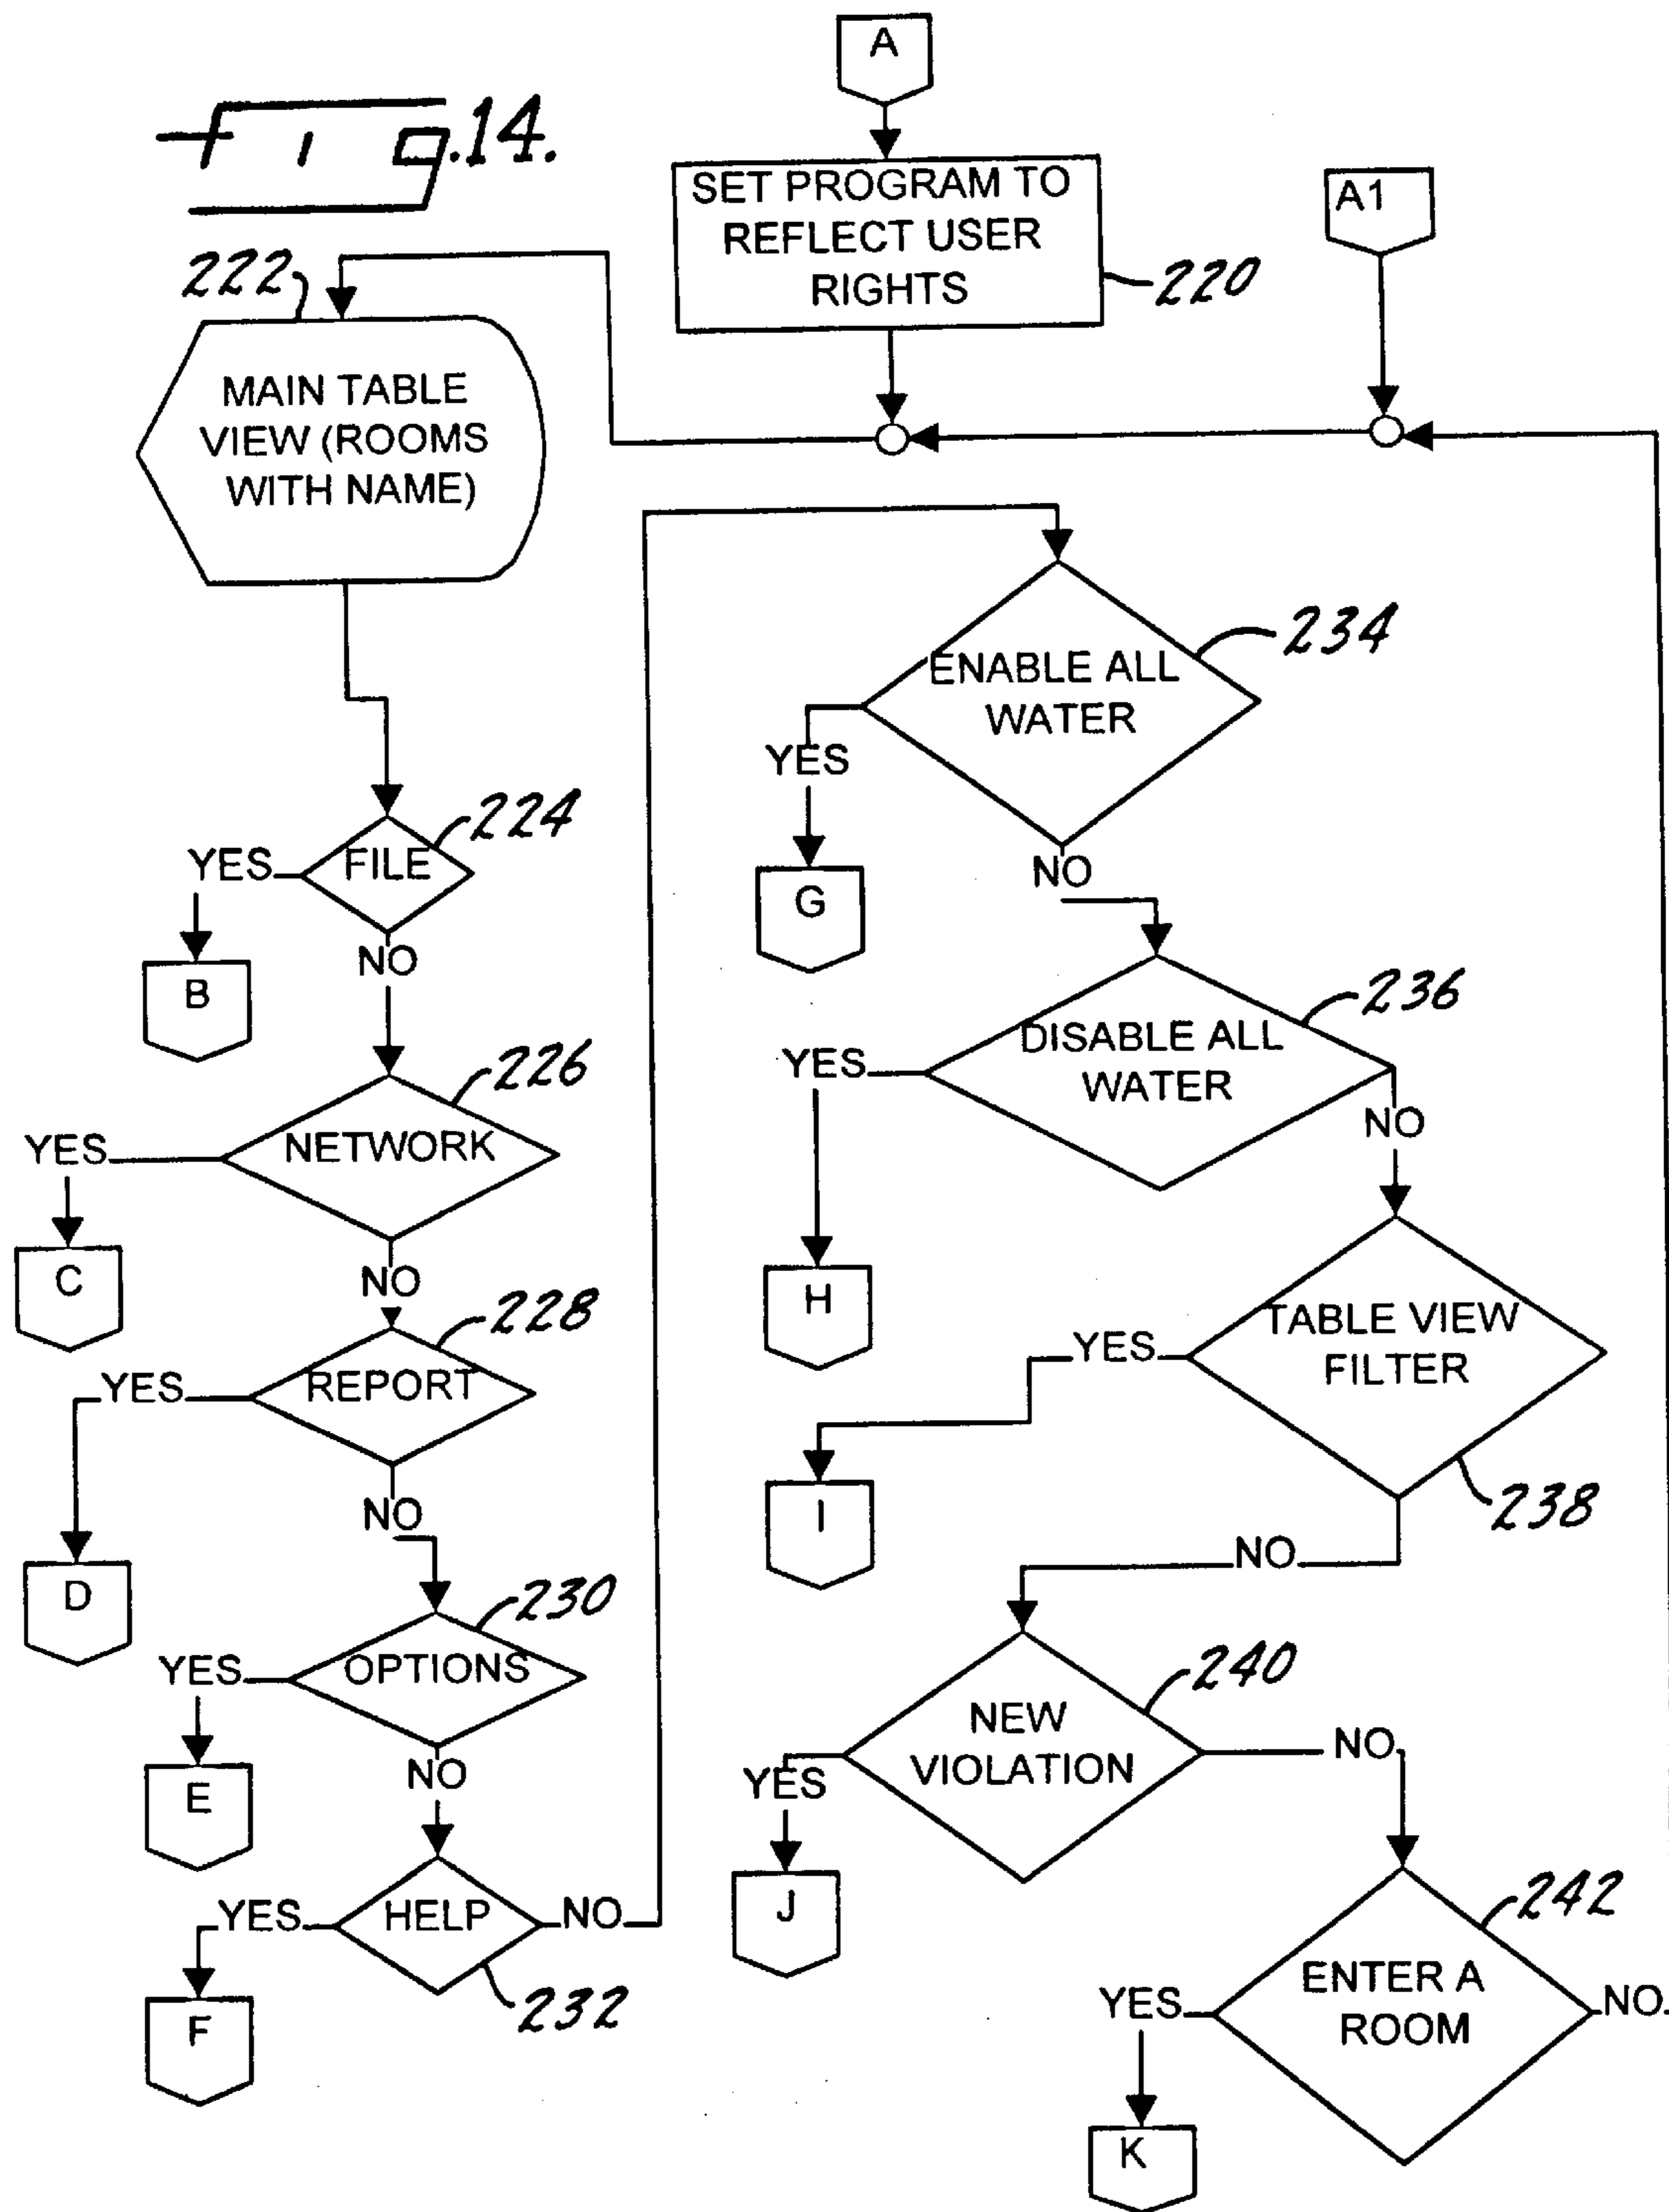 A
Fig.14.
SET PROGRAM TO
REFLECT USER
RIGHTS
220
A1
222
MAIN TABLE
VIEW (ROOMS
WITH NAME)
224
FILE
YES
NO
B
226
NETWORK
YES
NO
C
228
REPORT
YES
NO
D
230
OPTIONS
YES
NO
E
HELP
YES
NO
232
F
234
ENABLE ALL
WATER
YES
NO
G
236
DISABLE ALL
WATER
YES
NO
H
TABLE VIEW
FILTER
YES
238
NO
I
240
NEW
VIOLATION
YES
NO
J
242
ENTER A
ROOM
YES
NO
K